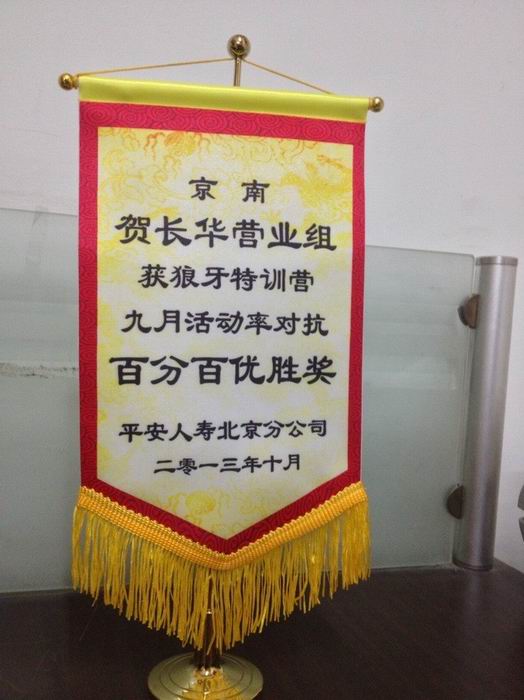 京 南
贺长华营业组
获狼牙特训营
九月活动率对抗
百分百优胜奖
平安人寿北京分公司
二零一三年十月